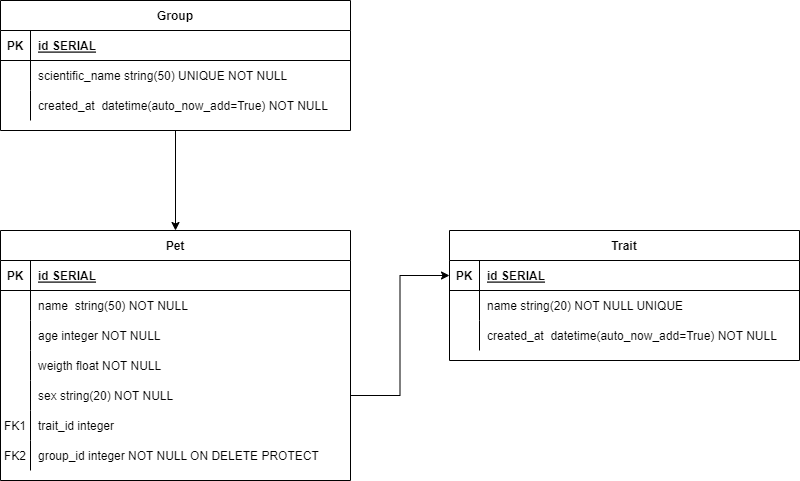 Group
PK id SERIAL
scientific_name string(50) UNIQUE NOT NULL
created_at datetime(auto_now_add=True) NOT NULL
Pet
PK id SERIAL
name string(50) NOT NULL
age integer NOT NULL
weigth float NOT NULL
sex string(20) NOT NULL
FK1 trait_id integer
FK2 group_id integer NOT NULL ON DELETE PROTECT
Trait
PK id SERIAL
name string(20) NOT NULL UNIQUE
created_at datetime(auto_now_add=True) NOT NULL